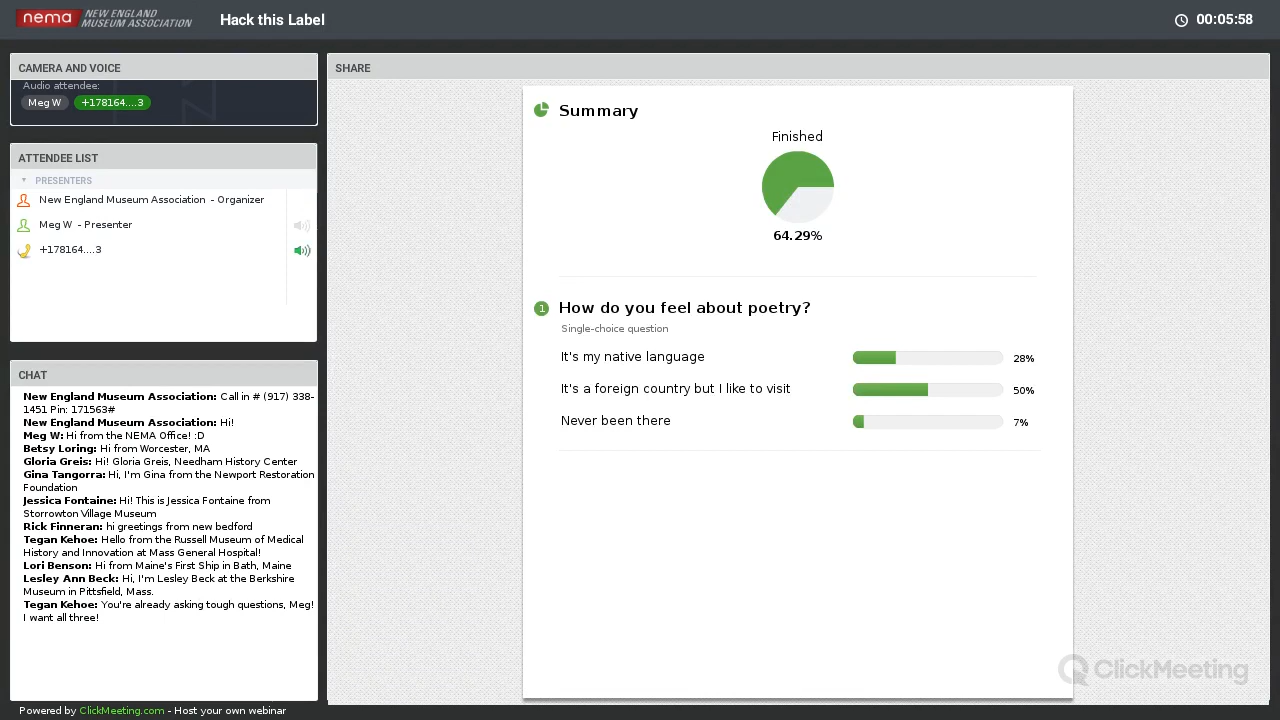 nema NEW ENGLAND
MUSEUM ASSOCIATION
Hack this Label
00:05:58
CAMERA AND VOICE
Audio attendee:
Meg W +178164....3
ATTENDEE LIST
PRESENTERS
New England Museum Association - Organizer
Meg W - Presenter
+178164....3
CHAT
New England Museum Association: Call in # (917) 338-
1451 Pin: 171563#
New England Museum Association: Hi!
Meg W: Hi from the NEMA Office! :D
Betsy Loring: Hi from Worcester, MA
Gloria Greis: Hi! Gloria Greis, Needham History Center
Gina Tangorra: Hi, I'm Gina from the Newport Restoration
Foundation
Jessica Fontaine: Hi! This is Jessica Fontaine from
Storrowton Village Museum
Rick Finneran: hi greetings from new bedford
Tegan Kehoe: Hello from the Russell Museum of Medical
History and Innovation at Mass General Hospital!
Lori Benson: Hi from Maine's First Ship in Bath, Maine
Lesley Ann Beck: Hi, I'm Lesley Beck at the Berkshire
Museum in Pittsfield, Mass.
Tegan Kehoe: You're already asking tough questions, Meg!
I want all three!
Powered by ClickMeeting.com - Host your own webinar
SHARE
Summary
Finished
64.29%
1 How do you feel about poetry?
Single-choice question
It's my native language 28%
It's a foreign country but I like to visit 50%
Never been there 7%
ClickMeeting